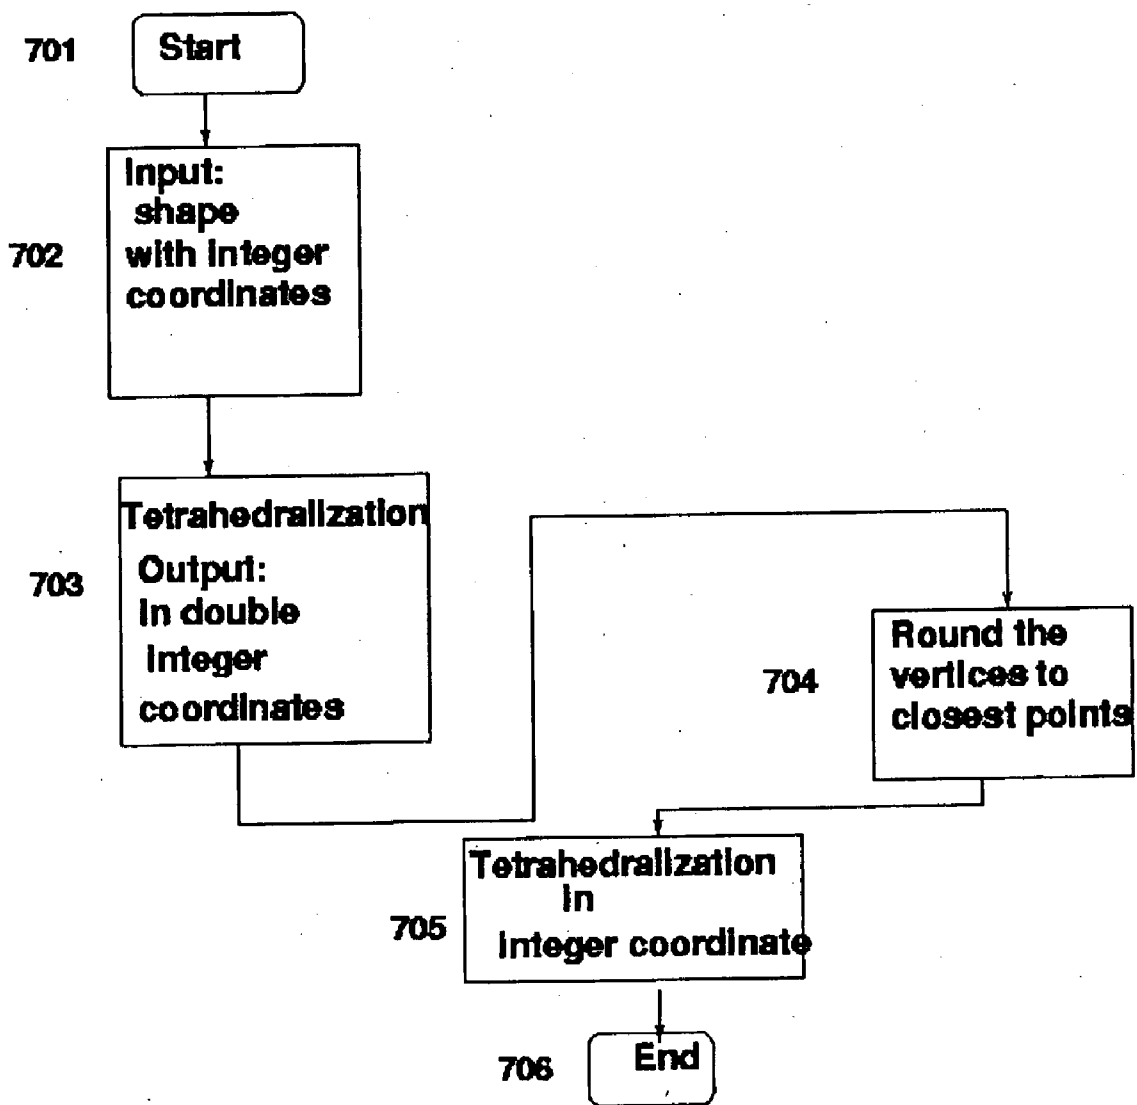 701
Start
702
Input:
shape
with Integer
coordinates
703
Tetrahedralization
Output:
In double
Integer
coordinates
704
Round the
vertices to
closest points
705
Tetrahedralization
In
Integer coordinate
706
End